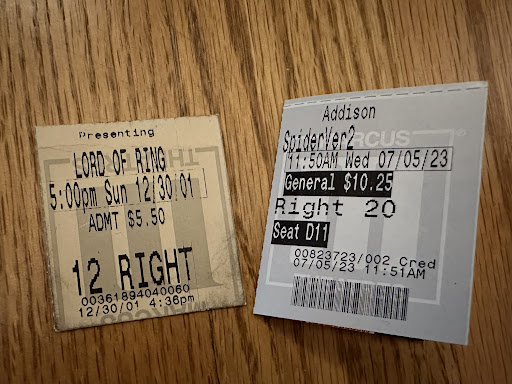 Presenting
LORD OF RING
5:00pm Sun 12/30/01
ADMT $5.50
12 RIGHT
00361894040060
12/30/01 4:36pm
MARCUS
Addison
SpiderVer2
MARCUS
11:50AM Wed 07/05/23
General $10.25
Right 20
Seat D11
00823723/002 Cred
07/05/23 11:51AM